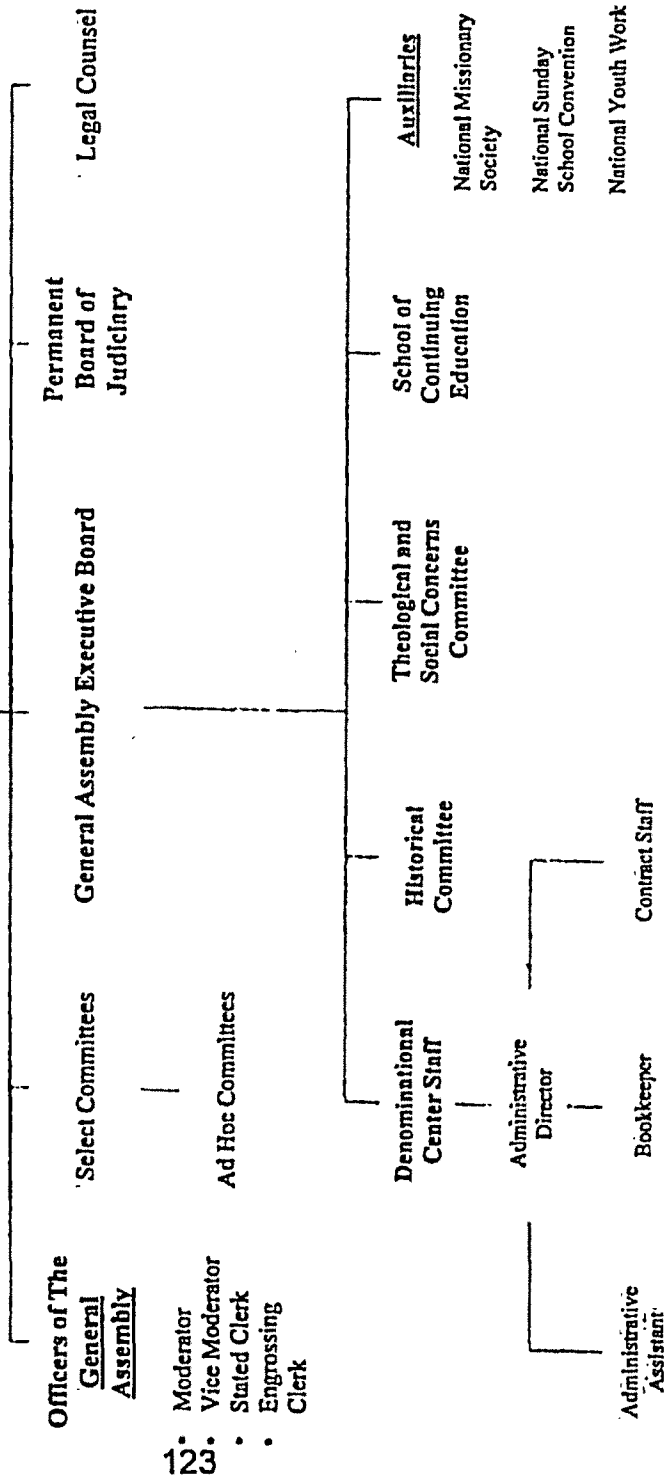 Officers of The
General
Assembly
• Moderator
• Vice Moderator
• Stated Clerk
• Engrossing
Clerk
Select Committees
Ad Hoc Committees
General Assembly Executive Board
Permanent
Board of
Judiciary
Legal Counsel
Denominational
Center Staff
Administrative
Director
Administrative
Assistant
Bookkeeper
Contract Staff
Historical
Committee
Theological and
Social Concerns
Committee
School of
Continuing
Education
Auxiliaries
National Missionary
Society
National Sunday
School Convention
National Youth Work
123